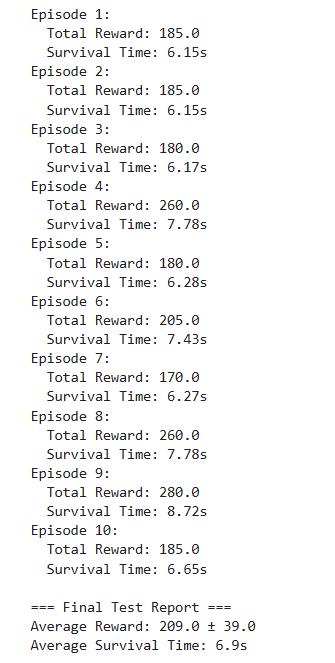 Episode 1:
  Total Reward: 185.0
  Survival Time: 6.15s
Episode 2:
  Total Reward: 185.0
  Survival Time: 6.15s
Episode 3:
  Total Reward: 180.0
  Survival Time: 6.17s
Episode 4:
  Total Reward: 260.0
  Survival Time: 7.78s
Episode 5:
  Total Reward: 180.0
  Survival Time: 6.28s
Episode 6:
  Total Reward: 205.0
  Survival Time: 7.43s
Episode 7:
  Total Reward: 170.0
  Survival Time: 6.27s
Episode 8:
  Total Reward: 260.0
  Survival Time: 7.78s
Episode 9:
  Total Reward: 280.0
  Survival Time: 8.72s
Episode 10:
  Total Reward: 185.0
  Survival Time: 6.65s

=== Final Test Report ===
Average Reward: 209.0 ± 39.0
Average Survival Time: 6.9s